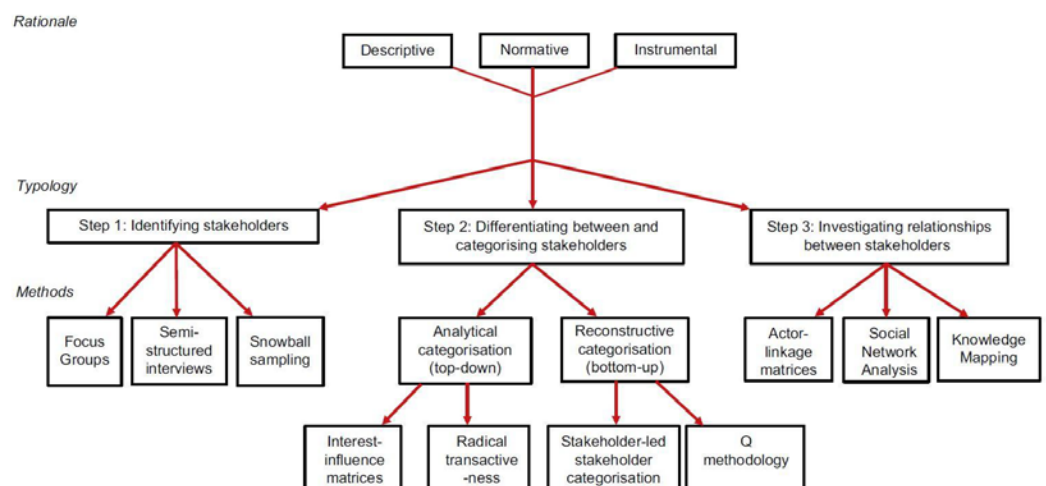 Rationale
Descriptive
Normative
Instrumental
Typology
Step 1: Identifying stakeholders
Step 2: Differentiating between and
categorising stakeholders
Step 3: Investigating relationships
between stakeholders
Methods
Focus
Groups
Semi-
structured
interviews
Snowball
sampling
Analytical
categorisation
(top-down)
Reconstructive
categorisation
(bottom-up)
Actor-
linkage
matrices
Social
Network
Analysis
Knowledge
Mapping
Interest-
influence
matrices
Radical
transactive
-ness
Stakeholder-led
stakeholder
categorisation
Q
methodology